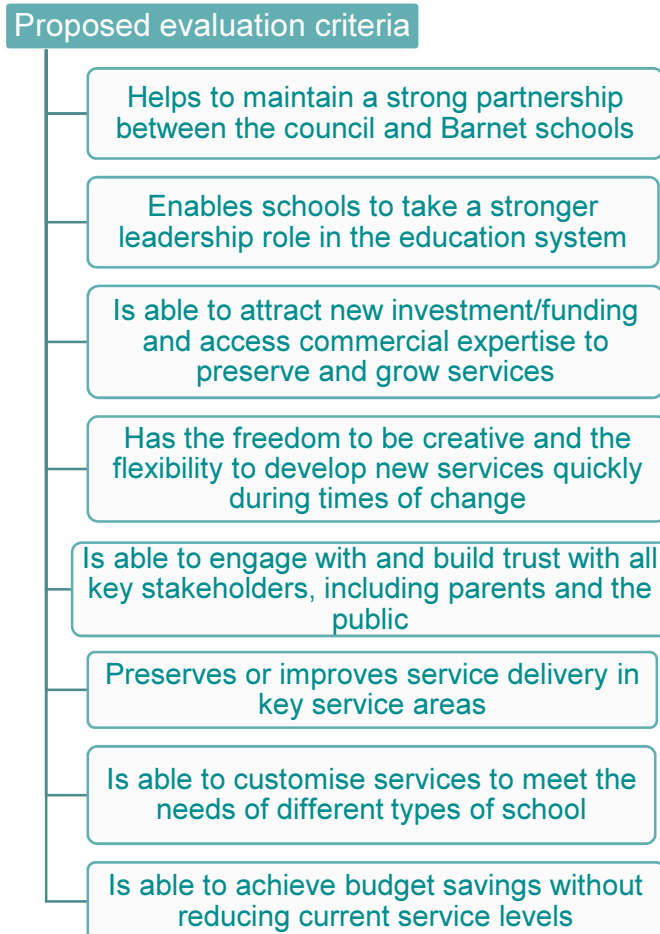 Proposed evaluation criteria
Helps to maintain a strong partnership
between the council and Barnet schools
Enables schools to take a stronger
leadership role in the education system
Is able to attract new investment/funding
and access commercial expertise to
preserve and grow services
Has the freedom to be creative and the
flexibility to develop new services quickly
during times of change
Is able to engage with and build trust with all
key stakeholders, including parents and the
public
Preserves or improves service delivery in
key service areas
Is able to customise services to meet the
needs of different types of school
Is able to achieve budget savings without
reducing current service levels